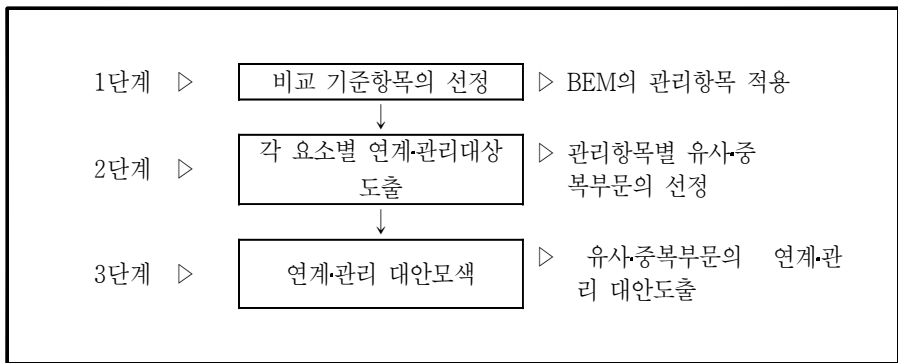 1단계 ▷ 비교 기준항목의 선정 ▷ BEM의 관리항목 적용
↓
2단계 ▷ 각 요소별 연계·관리대상 도출 ▷ 관리항목별 유사·중
복부문의 선정
↓
3단계 ▷ 연계·관리 대안모색 ▷ 유사·중복부문의 연계·관
리 대안도출